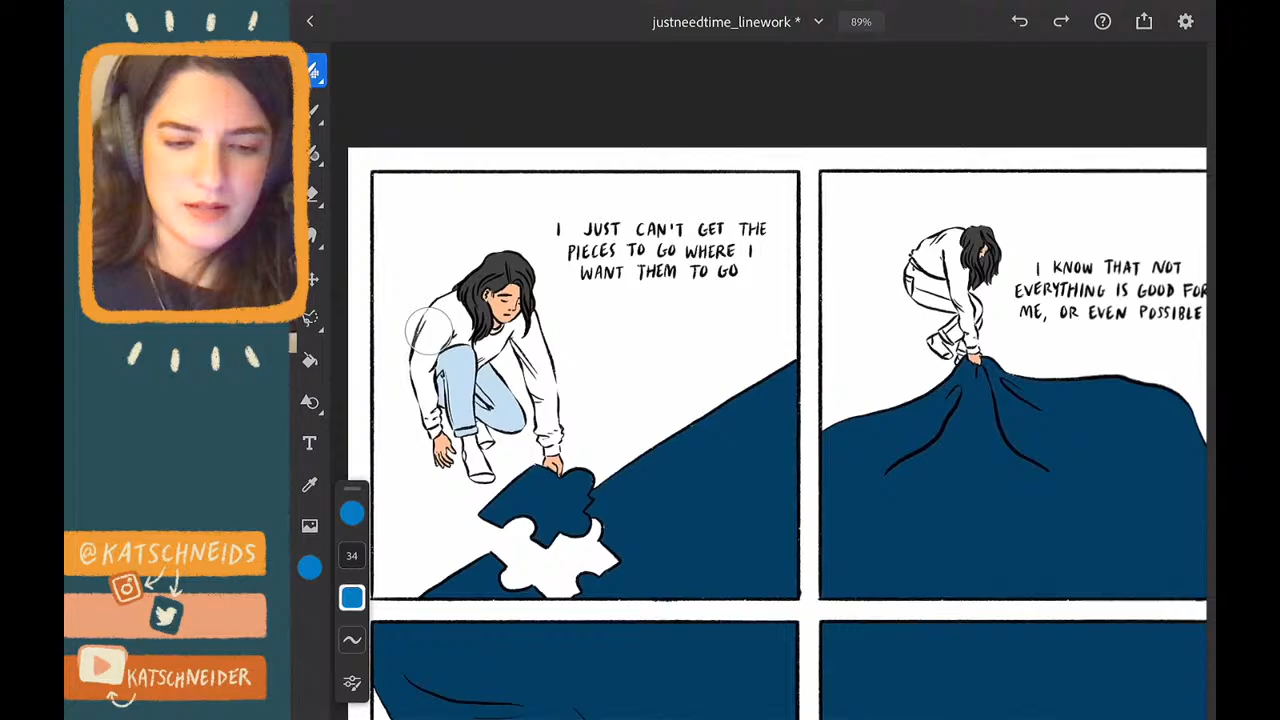 justneedtime_linework *
89%
I JUST CAN'T GET THE
PIECES TO GO WHERE I
WANT THEM TO GO
I KNOW THAT NOT
EVERYTHING IS GOOD FOR
ME, OR EVEN POSSIBLE
T
34
@KATSCHNEIDS
KATSCHNEIDER